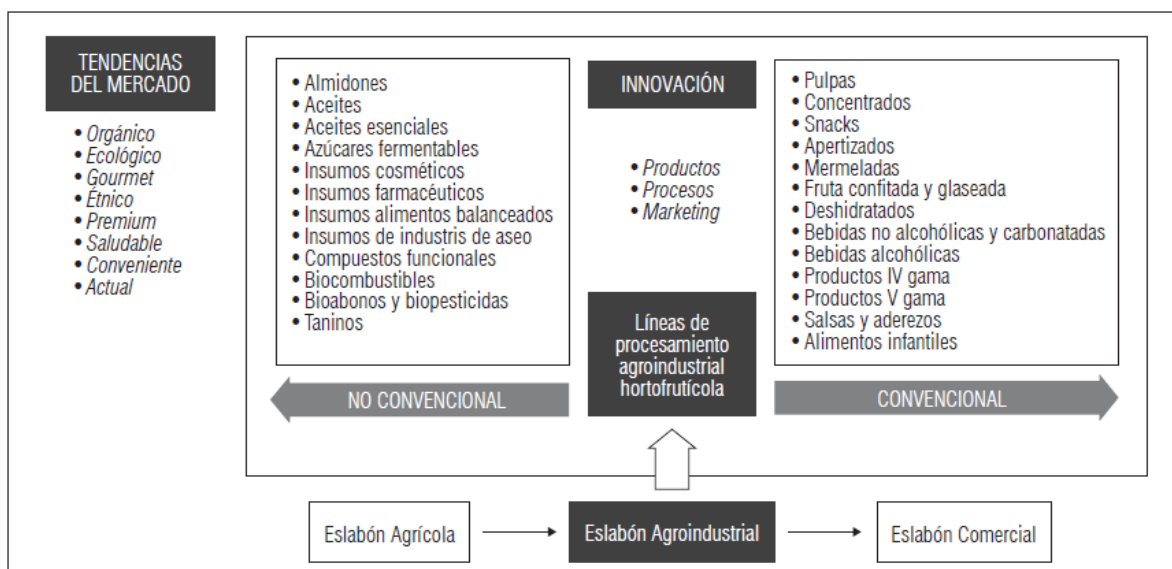 TENDENCIAS
DEL MERCADO
• Orgánico
• Ecológico
• Gourmet
• Étnico
• Premium
• Saludable
• Conveniente
• Actual
• Almidones
• Aceites
• Aceites esenciales
• Azúcares fermentables
• Insumos cosméticos
• Insumos farmacéuticos
• Insumos alimentos balanceados
• Insumos de industris de aseo
• Compuestos funcionales
• Biocombustibles
• Bioabonos y biopesticidas
• Taninos
NO CONVENCIONAL
INNOVACIÓN
• Productos
• Procesos
• Marketing
Líneas de
procesamiento
agroindustrial
hortofrutícola
• Pulpas
• Concentrados
• Snacks
• Apertizados
• Mermeladas
• Fruta confitada y glaseada
• Deshidratados
• Bebidas no alcohólicas y carbonatadas
• Bebidas alcohólicas
• Productos IV gama
• Productos V gama
• Salsas y aderezos
• Alimentos infantiles
CONVENCIONAL
Eslabón Agrícola
Eslabón Agroindustrial
Eslabón Comercial